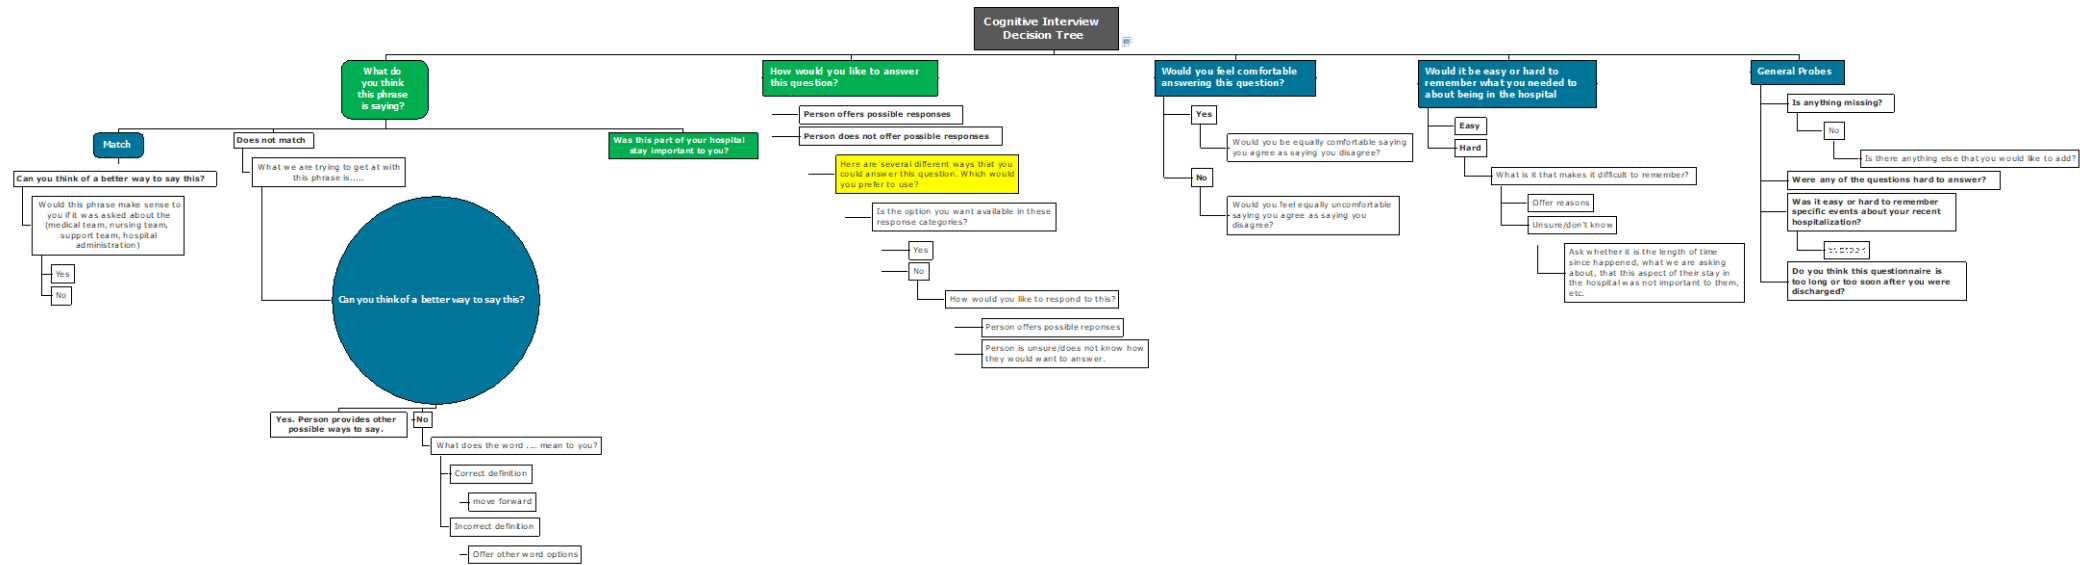 Cognitive Interview
Decision Tree
What do
you think
this phrase
is saying?
How would you like to answer
this question?
Would you feel comfortable
answering this question?
Would it be easy or hard to
remember what you needed to
about being in the hospital
General Probes
Match
Can you think of a better way to say this?
Would this phrase make sense to
you if it was asked about the
(medical team, nursing team,
support team, hospital
administration)
Yes
No
Does not match
What we are trying to get at with
this phrase is.....
Can you think of a better way to say this?
Yes. Person provides other
possible ways to say.
No
What does the word .... mean to you?
Correct definition
move forward
Incorrect definition
Offer other word options
Was this part of your hospital
stay important to you?
Person offers possible responses
Person does not offer possible responses
Here are several different ways that you
could answer this question. Which would
you prefer to use?
Is the option you want available in these
response categories?
Yes
No
How would you like to respond to this?
Person offers possible reponses
Person is unsure/does not know how
they would want to answer.
Yes
Would you be equally comfortable saying
you agree as saying you disagree?
No
Would you feel equally uncomfortable
saying you agree as saying you
disagree?
Easy
Hard
What is it that makes it difficult to remember?
Offer reasons
Unsure/don't know
Ask whether it is the length of time
since happened, what we are asking
about, that this aspect of their stay in
the hospital was not important to them,
etc.
Is anything missing?
No
Is there anything else that you would like to add?
Were any of the questions hard to answer?
Was it easy or hard to remember
specific events about your recent
hospitalization?
Do you think this questionnaire is
too long or too soon after you were
discharged?